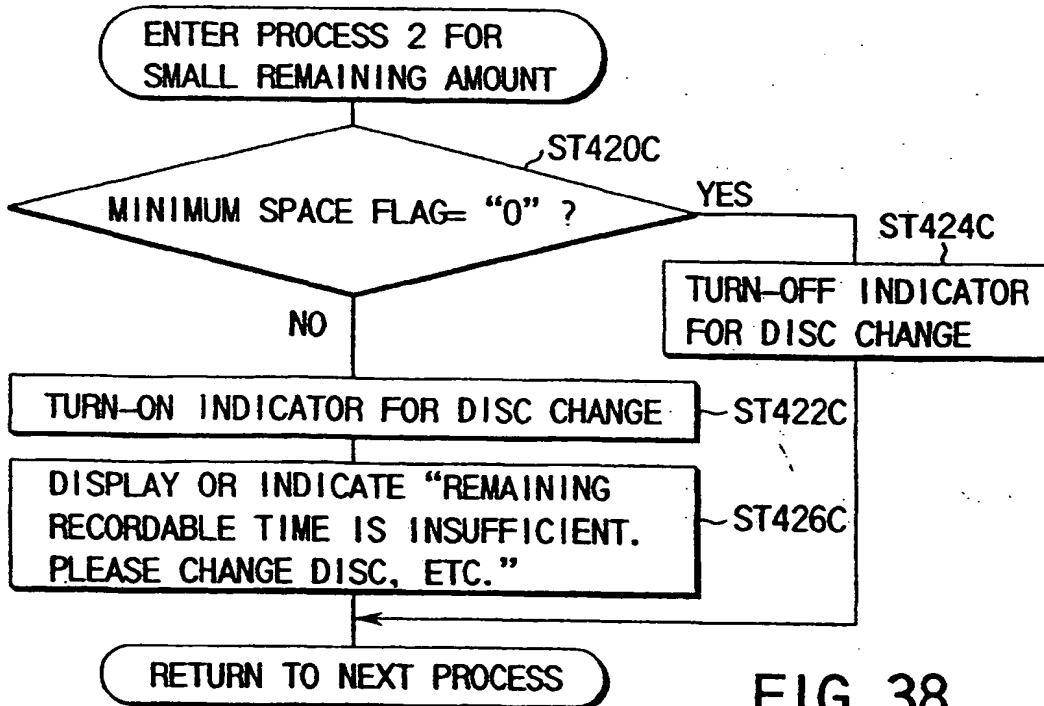 ENTER PROCESS 2 FOR
SMALL REMAINING AMOUNT
ST420C
MINIMUM SPACE FLAG= “0” ?
YES
ST424C
TURN-OFF INDICATOR
FOR DISC CHANGE
NO
TURN-ON INDICATOR FOR DISC CHANGE
ST422C
DISPLAY OR INDICATE “REMAINING
RECORDABLE TIME IS INSUFFICIENT.
PLEASE CHANGE DISC, ETC.”
ST426C
RETURN TO NEXT PROCESS
FIG. 38